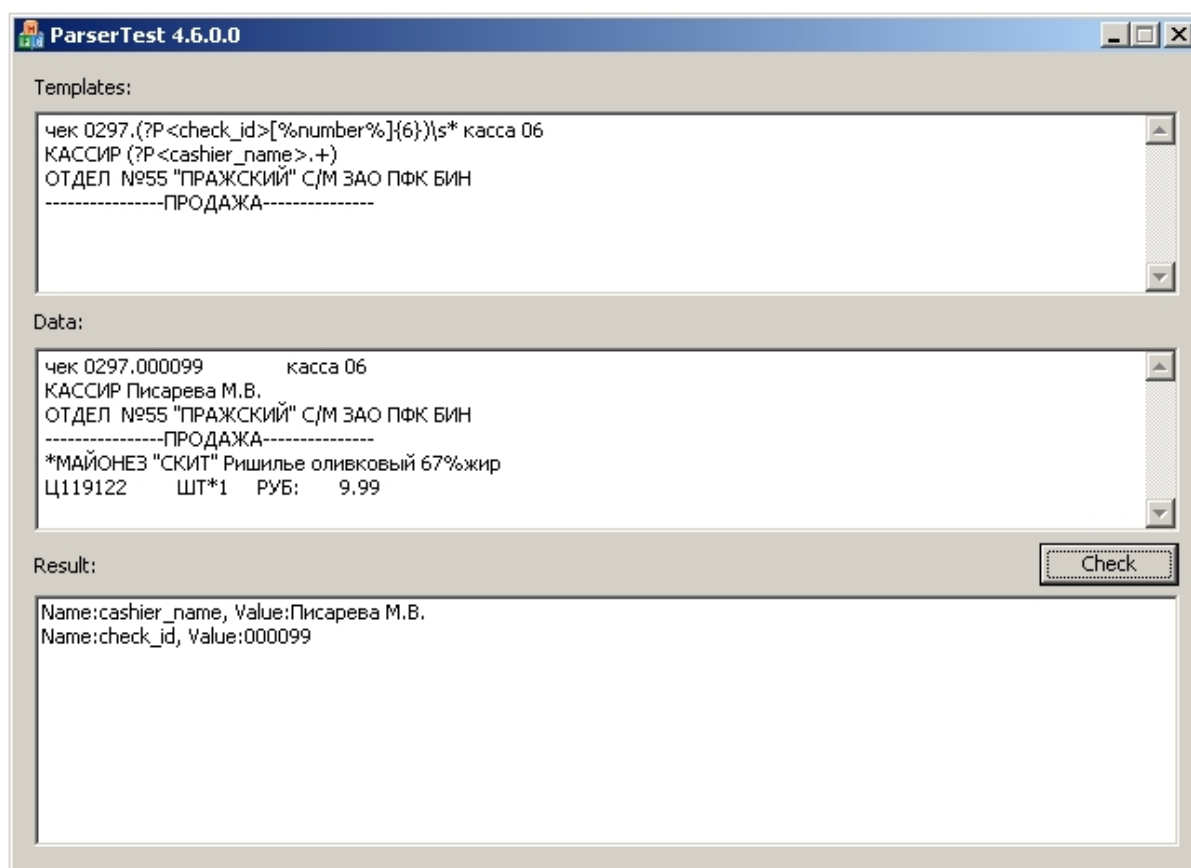 ParserTest 4.6.0.0
Templates:
чек 0297.(?P<check_id>[%number%]{6})\s* касса 06
КАССИР (?P<cashier_name>.+)
ОТДЕЛ  №55 "ПРАЖСКИЙ" С/М ЗАО ПФК БИН
----------------ПРОДАЖА---------------
Data:
чек 0297.000099             касса 06
КАССИР Писарева М.В.
ОТДЕЛ  №55 "ПРАЖСКИЙ" С/М ЗАО ПФК БИН
----------------ПРОДАЖА---------------
*МАЙОНЕЗ "СКИТ" Ришилье оливковый 67%жир
Ц119122        ШТ*1    РУБ:      9.99
Result:
Check
Name:cashier_name, Value:Писарева М.В.
Name:check_id, Value:000099